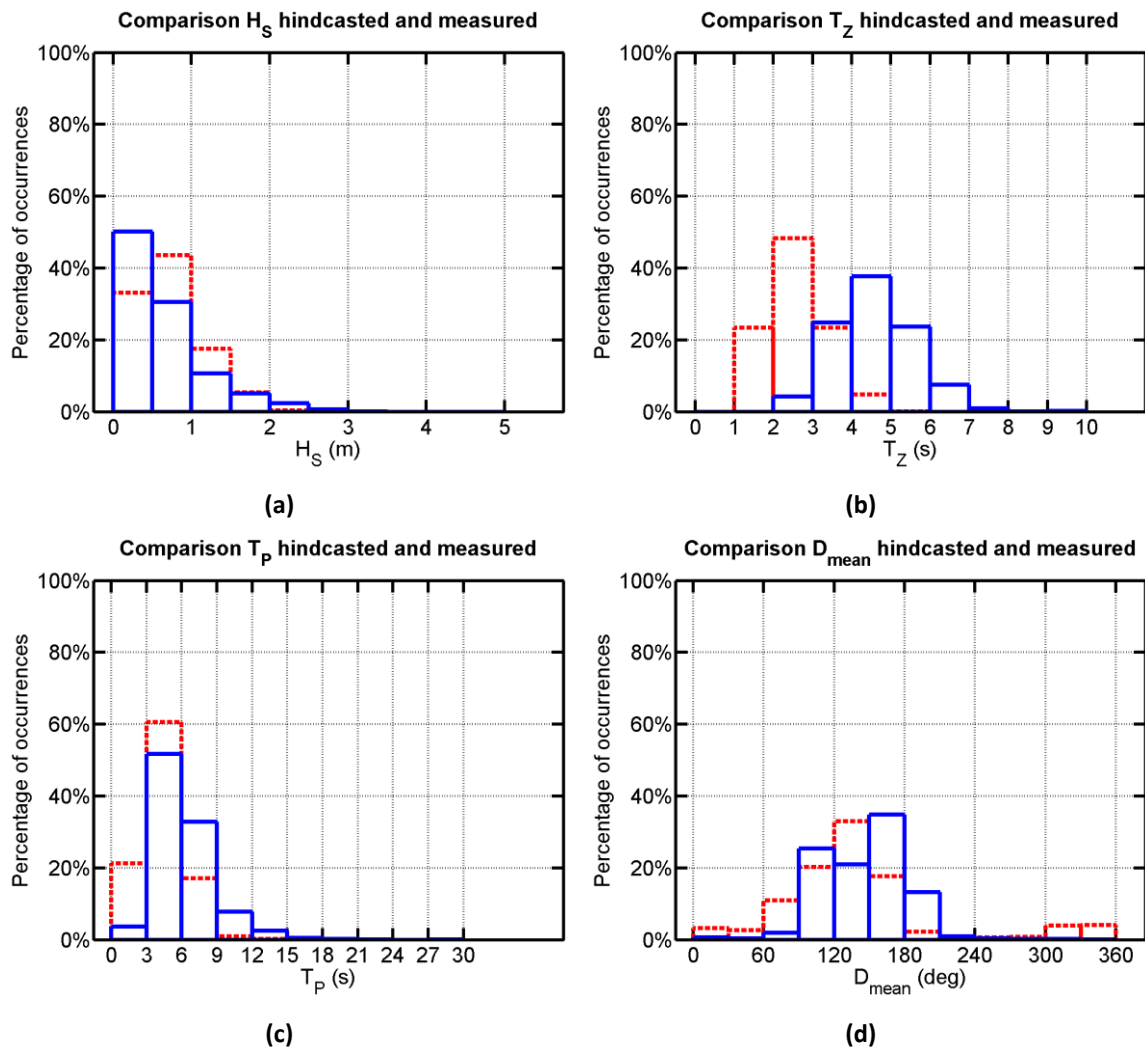 Comparison H_S hindcasted and measured
Percentage of occurrences
100%
80%
60%
40%
20%
0%
0 1 2 3 4 5
H_S (m)
(a)
Comparison T_Z hindcasted and measured
Percentage of occurrences
100%
80%
60%
40%
20%
0%
0 1 2 3 4 5 6 7 8 9 10
T_Z (s)
(b)
Comparison T_P hindcasted and measured
Percentage of occurrences
100%
80%
60%
40%
20%
0%
0 3 6 9 12 15 18 21 24 27 30
T_P (s)
(c)
Comparison D_mean hindcasted and measured
Percentage of occurrences
100%
80%
60%
40%
20%
0%
0 60 120 180 240 300 360
D_mean (deg)
(d)